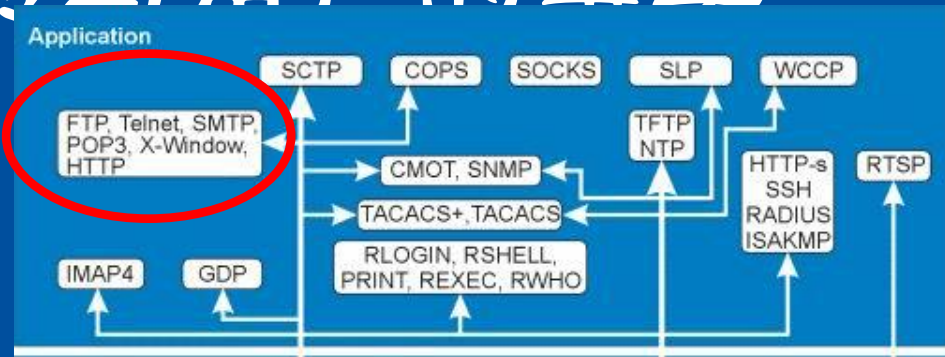 Application
SCTP
COPS
SOCKS
SLP
WCCP
FTP, Telnet, SMTP,
POP3, X-Window,
HTTP
TFTP
NTP
CMOT, SNMP
HTTP-s
SSH
RADIUS
ISAKMP
RTSP
TACACS+,TACACS
RLOGIN, RSHELL,
PRINT, REXEC, RWHO
IMAP4
GDP